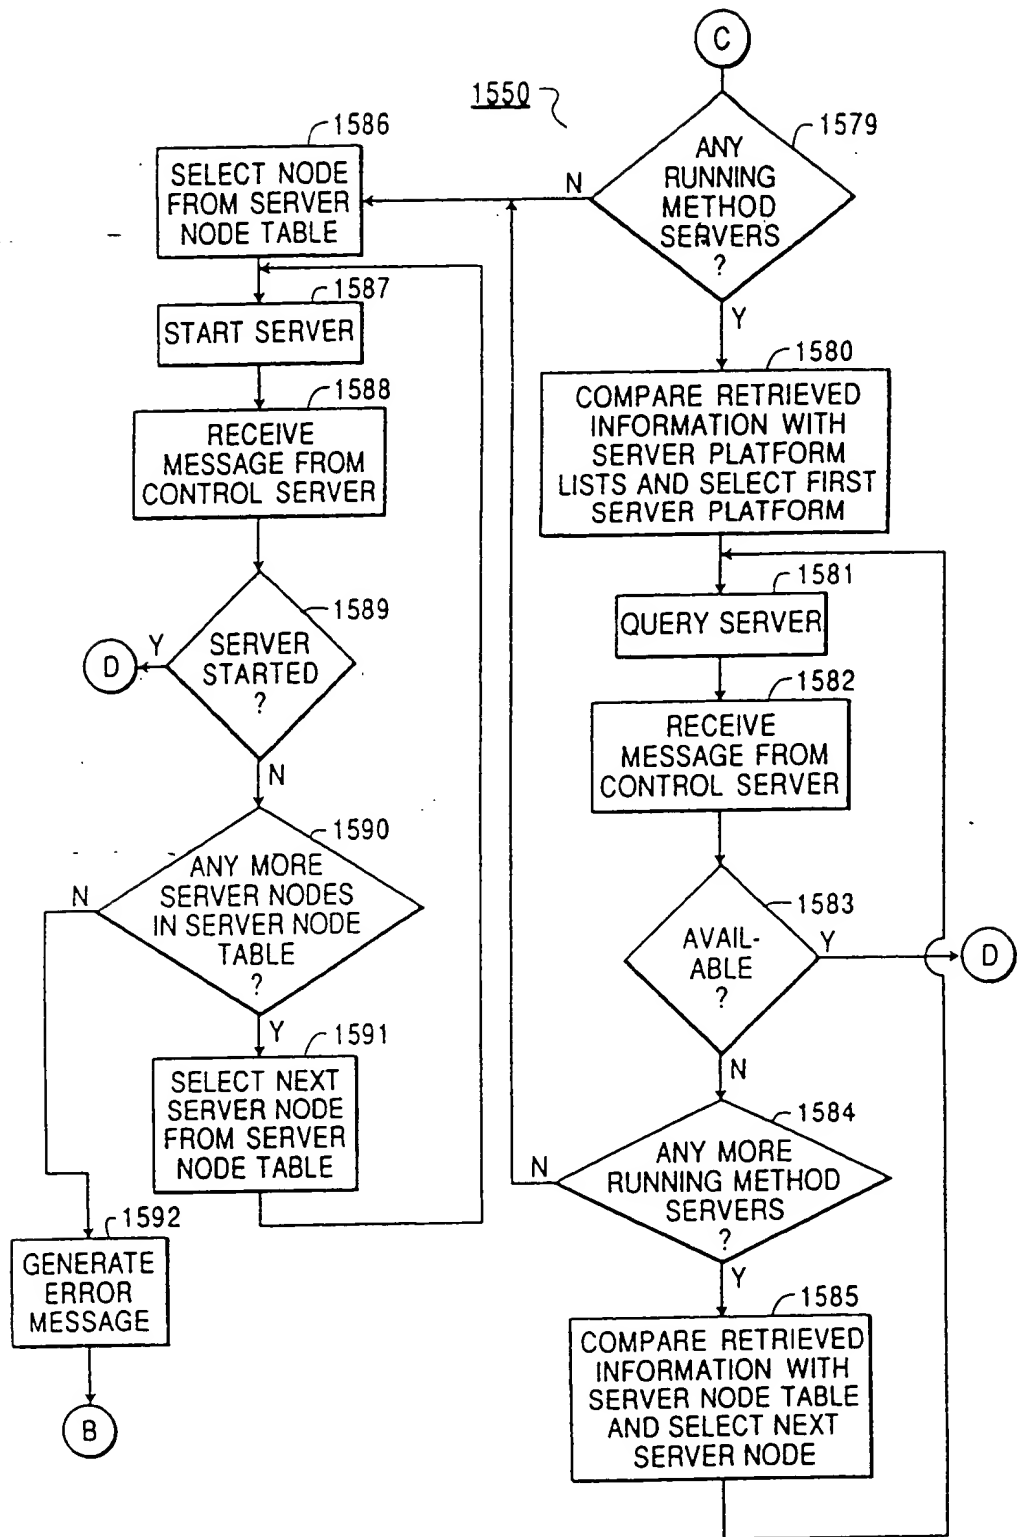 C
1550
1579
ANY
RUNNING
METHOD
SERVERS
?
N
Y
1586
SELECT NODE
FROM SERVER
NODE TABLE
1587
START SERVER
1588
RECEIVE
MESSAGE FROM
CONTROL SERVER
1589
SERVER
STARTED
?
Y
D
N
1590
ANY MORE
SERVER NODES
IN SERVER NODE
TABLE
?
N
Y
1591
SELECT NEXT
SERVER NODE
FROM SERVER
NODE TABLE
1592
GENERATE
ERROR
MESSAGE
B
1580
COMPARE RETRIEVED
INFORMATION WITH
SERVER PLATFORM
LISTS AND SELECT FIRST
SERVER PLATFORM
1581
QUERY SERVER
1582
RECEIVE
MESSAGE FROM
CONTROL SERVER
1583
AVAIL-
ABLE
?
Y
D
N
1584
ANY MORE
RUNNING METHOD
SERVERS
?
N
Y
1585
COMPARE RETRIEVED
INFORMATION WITH
SERVER NODE TABLE
AND SELECT NEXT
SERVER NODE